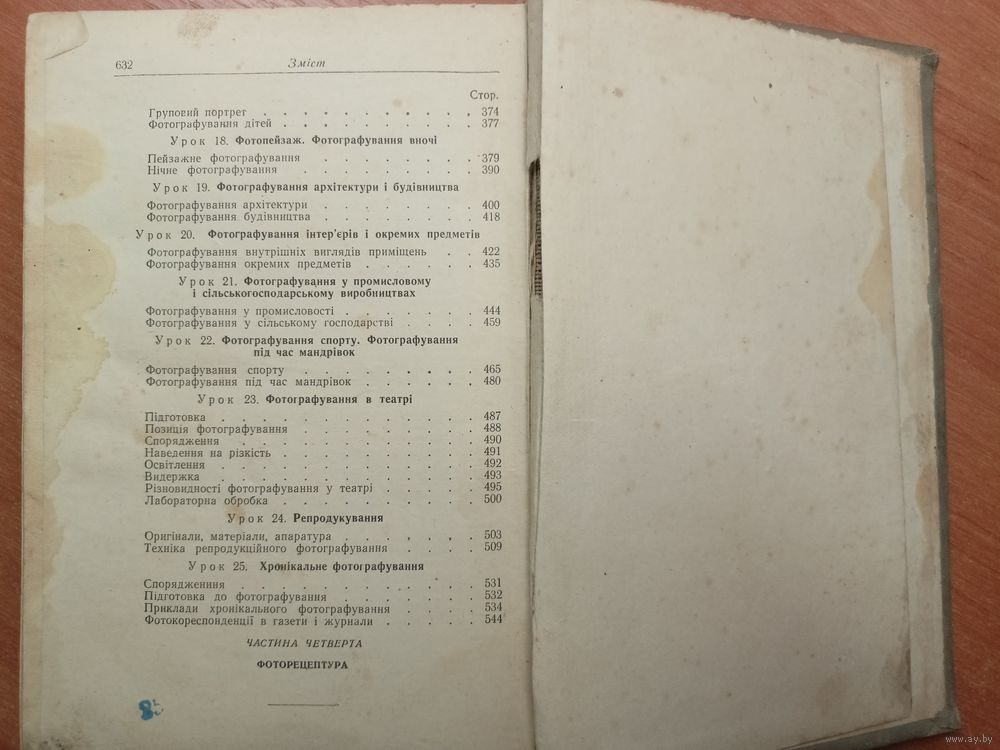 632 Зміст
Стор.
Груповий портрет . . . . . . . . . . . 374
Фотографування дітей . . . . . . . . . . 377
Урок 18. Фотопейзаж. Фотографування вночі
Пейзажне фотографування . . . . . . . . 379
Нічне фотографування . . . . . . . . . 390
Урок 19. Фотографування архітектури і будівництва
Фотографування архітектури . . . . . . . . 400
Фотографування будівництва . . . . . . . . 418
Урок 20. Фотографування інтер'єрів і окремих предметів
Фотографування внутрішніх виглядів приміщень . . 422
Фотографування окремих предметів . . . . . . 435
Урок 21. Фотографування у промисловому
і сільськогосподарському виробництвах
Фотографування у промисловості . . . . . . . 444
Фотографування у сільському господарстві . . . . 459
Урок 22. Фотографування спорту. Фотографування
під час мандрівок
Фотографування спорту . . . . . . . . . 465
Фотографування під час мандрівок . . . . . . 480
Урок 23. Фотографування в театрі
Підготовка . . . . . . . . . . . . . 487
Позиція фотографування . . . . . . . . . 488
Спорядження . . . . . . . . . . . . 490
Наведення на різкість . . . . . . . . . . 491
Освітлення . . . . . . . . . . . . . 492
Видержка . . . . . . . . . . . . . 493
Різновидності фотографування у театрі . . . . . 495
Лабораторна обробка . . . . . . . . . . 500
Урок 24. Репродукування
Оригінали, матеріали, апаратура . . . . . . . 503
Техніка репродукційного фотографування . . . . 509
Урок 25. Хронікальне фотографування
Спорядженння . . . . . . . . . . . . 531
Підготовка до фотографування . . . . . . . 532
Приклади хронікального фотографування . . . . 534
Фотокореспонденції в газети і журнали . . . . . 544
ЧАСТИНА ЧЕТВЕРТА
ФОТОРЕЦЕПТУРА
85
www.ay.by